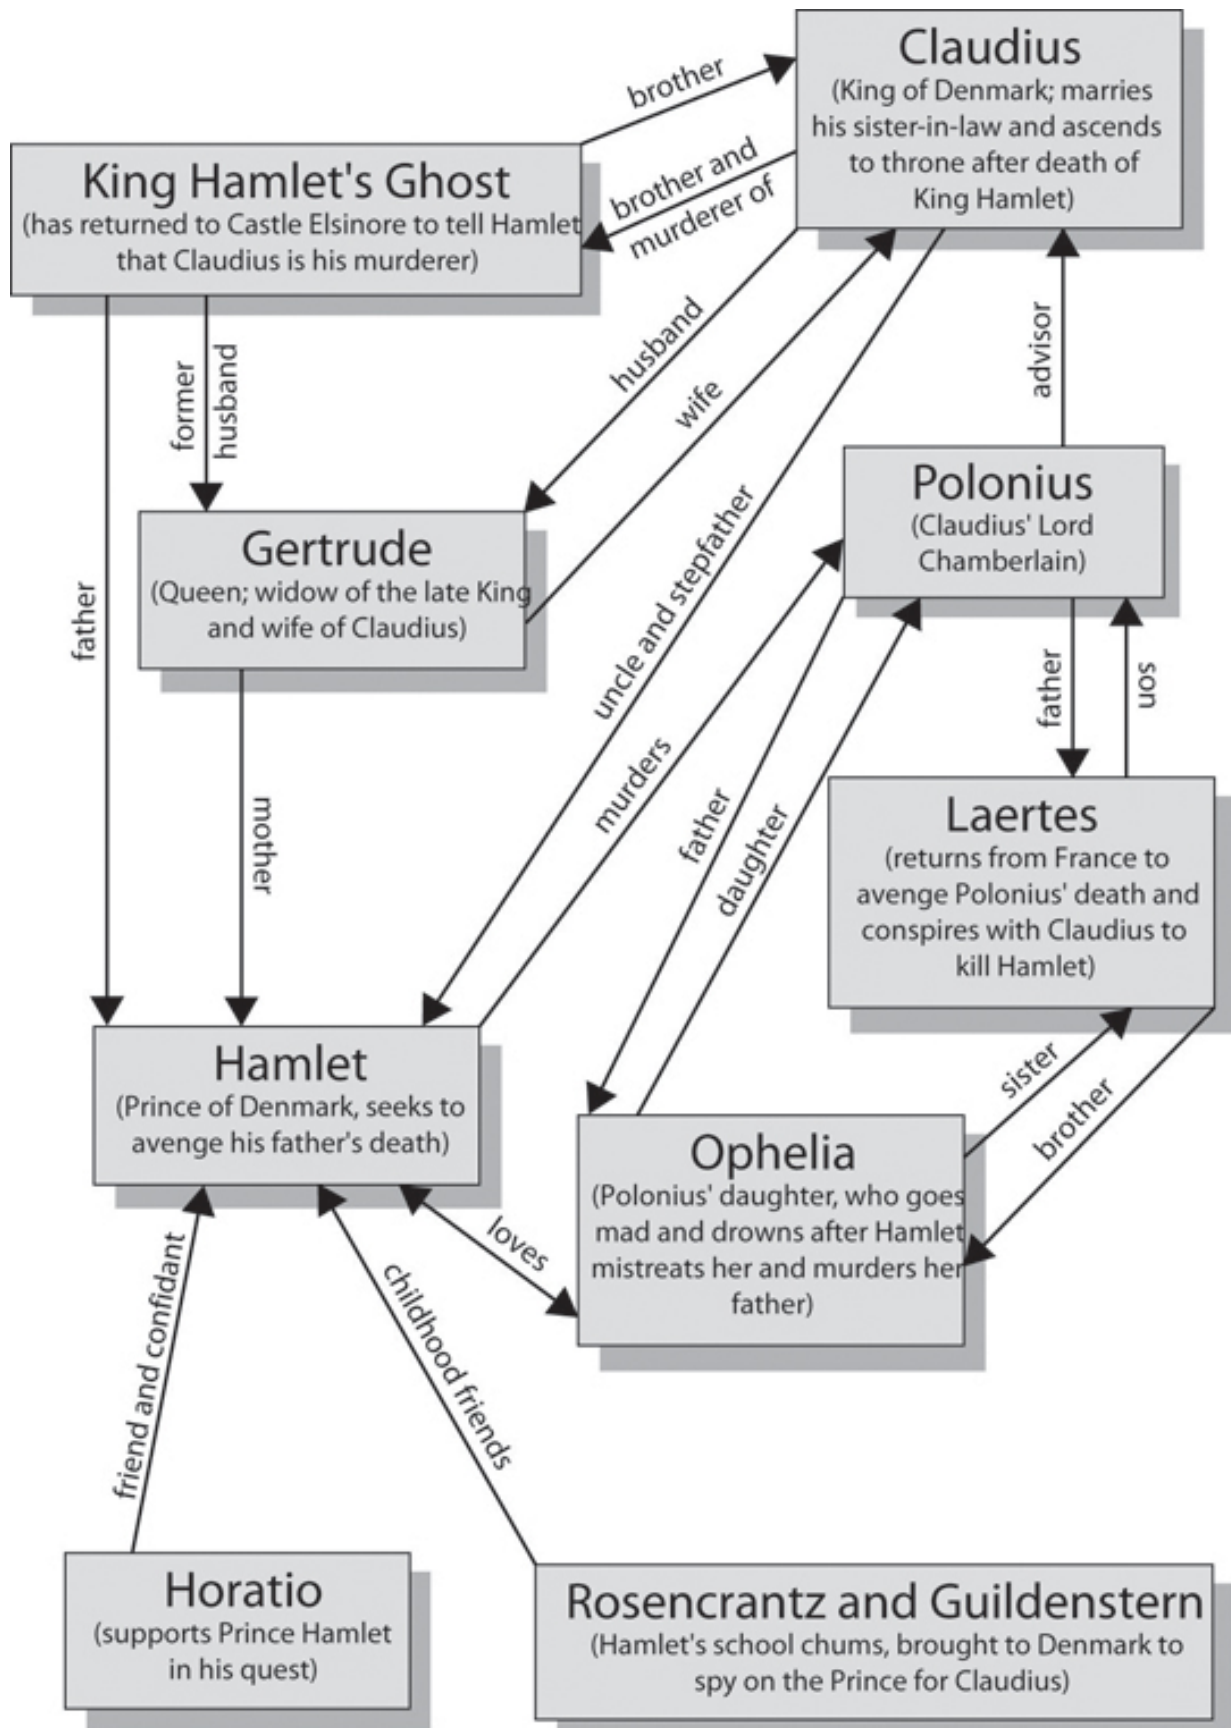 Claudius
(King of Denmark; marries
his sister-in-law and ascends
to throne after death of
King Hamlet)
brother
King Hamlet's Ghost
(has returned to Castle Elsinore to tell Hamlet
that Claudius is his murderer)
brother and
murderer of
husband
wife
advisor
former
husband
Polonius
(Claudius' Lord
Chamberlain)
Gertrude
(Queen; widow of the late King
and wife of Claudius)
father
uncle and stepfather
murders
father
daughter
father
son
mother
Laertes
(returns from France to
avenge Polonius' death and
conspires with Claudius to
kill Hamlet)
Hamlet
(Prince of Denmark, seeks to
avenge his father's death)
sister
brother
Ophelia
(Polonius' daughter, who goes
mad and drowns after Hamlet
mistreats her and murders her
father)
loves
friend and confidant
childhood friends
Horatio
(supports Prince Hamlet
in his quest)
Rosencrantz and Guildenstern
(Hamlet's school chums, brought to Denmark to
spy on the Prince for Claudius)